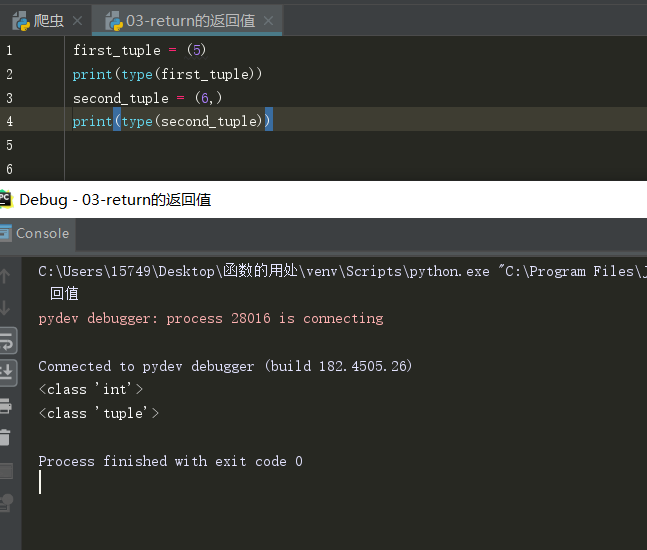 爬虫 03-return的返回值
1 first_tuple = (5)
2 print(type(first_tuple))
3 second_tuple = (6,)
4 print(type(second_tuple))
5
6
PC Debug - 03-return的返回值
Console
C:\Users\15749\Desktop\函数的用处\venv\Scripts\python.exe "C:\Program Files\J
回值
pydev debugger: process 28016 is connecting
Connected to pydev debugger (build 182.4505.26)
<class 'int'>
<class 'tuple'>
Process finished with exit code 0